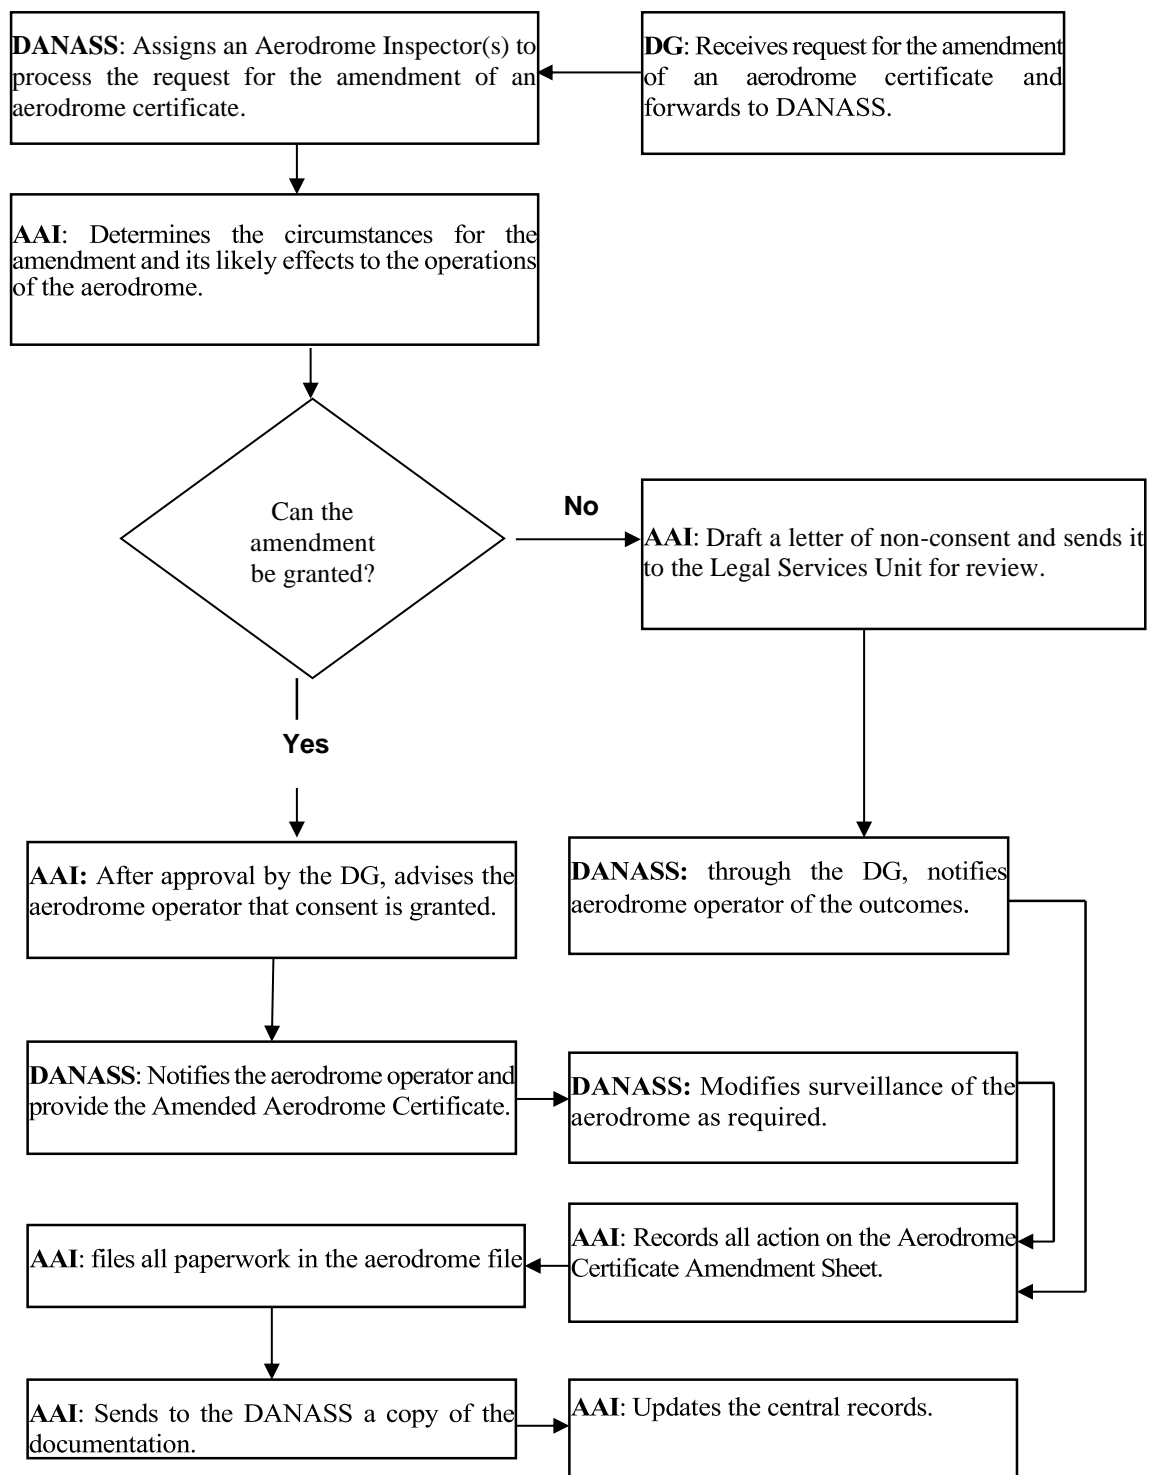 DANASS: Assigns an Aerodrome Inspector(s) to
process the request for the amendment of an
aerodrome certificate.
DG: Receives request for the amendment
of an aerodrome certificate and
forwards to DANASS.
AAI: Determines the circumstances for the
amendment and its likely effects to the operations
of the aerodrome.
Can the
amendment
be granted?
No
AAI: Draft a letter of non-consent and sends it
to the Legal Services Unit for review.
Yes
AAI: After approval by the DG, advises the
aerodrome operator that consent is granted.
DANASS: through the DG, notifies
aerodrome operator of the outcomes.
DANASS: Notifies the aerodrome operator and
provide the Amended Aerodrome Certificate.
DANASS: Modifies surveillance of the
aerodrome as required.
AAI: files all paperwork in the aerodrome file
AAI: Records all action on the Aerodrome
Certificate Amendment Sheet.
AAI: Sends to the DANASS a copy of the
documentation.
AAI: Updates the central records.